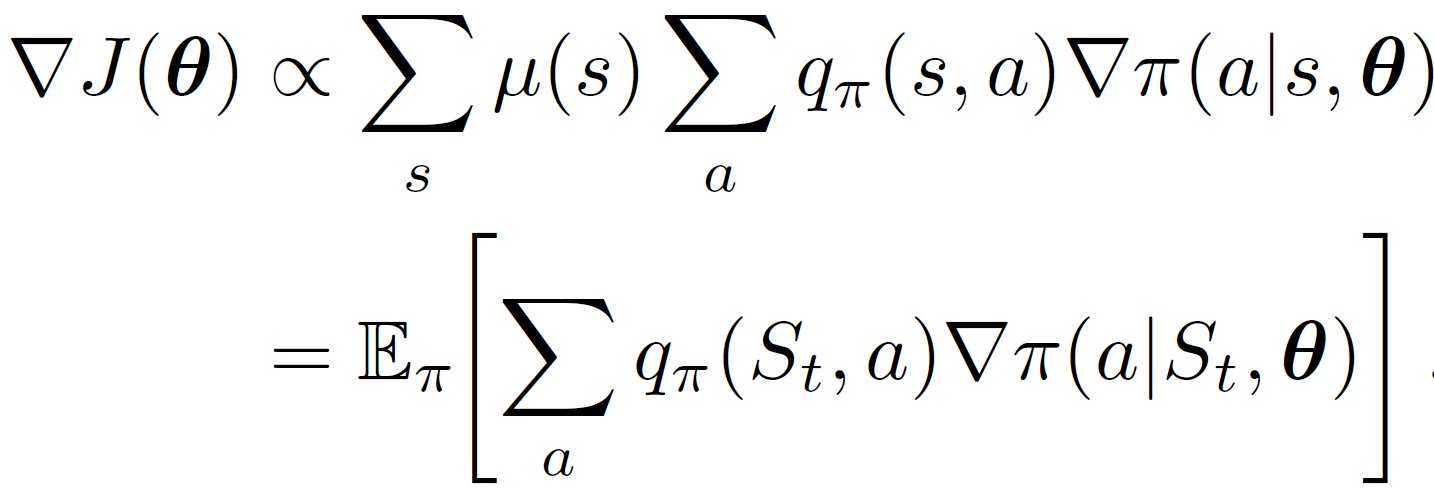 ∇J(𝜽) ∝ ∑_s μ(s) ∑_a q_π(s, a)∇π(a|s, 𝜽)
= 𝔼_π[∑_a q_π(S_t, a)∇π(a|S_t, 𝜽)] .